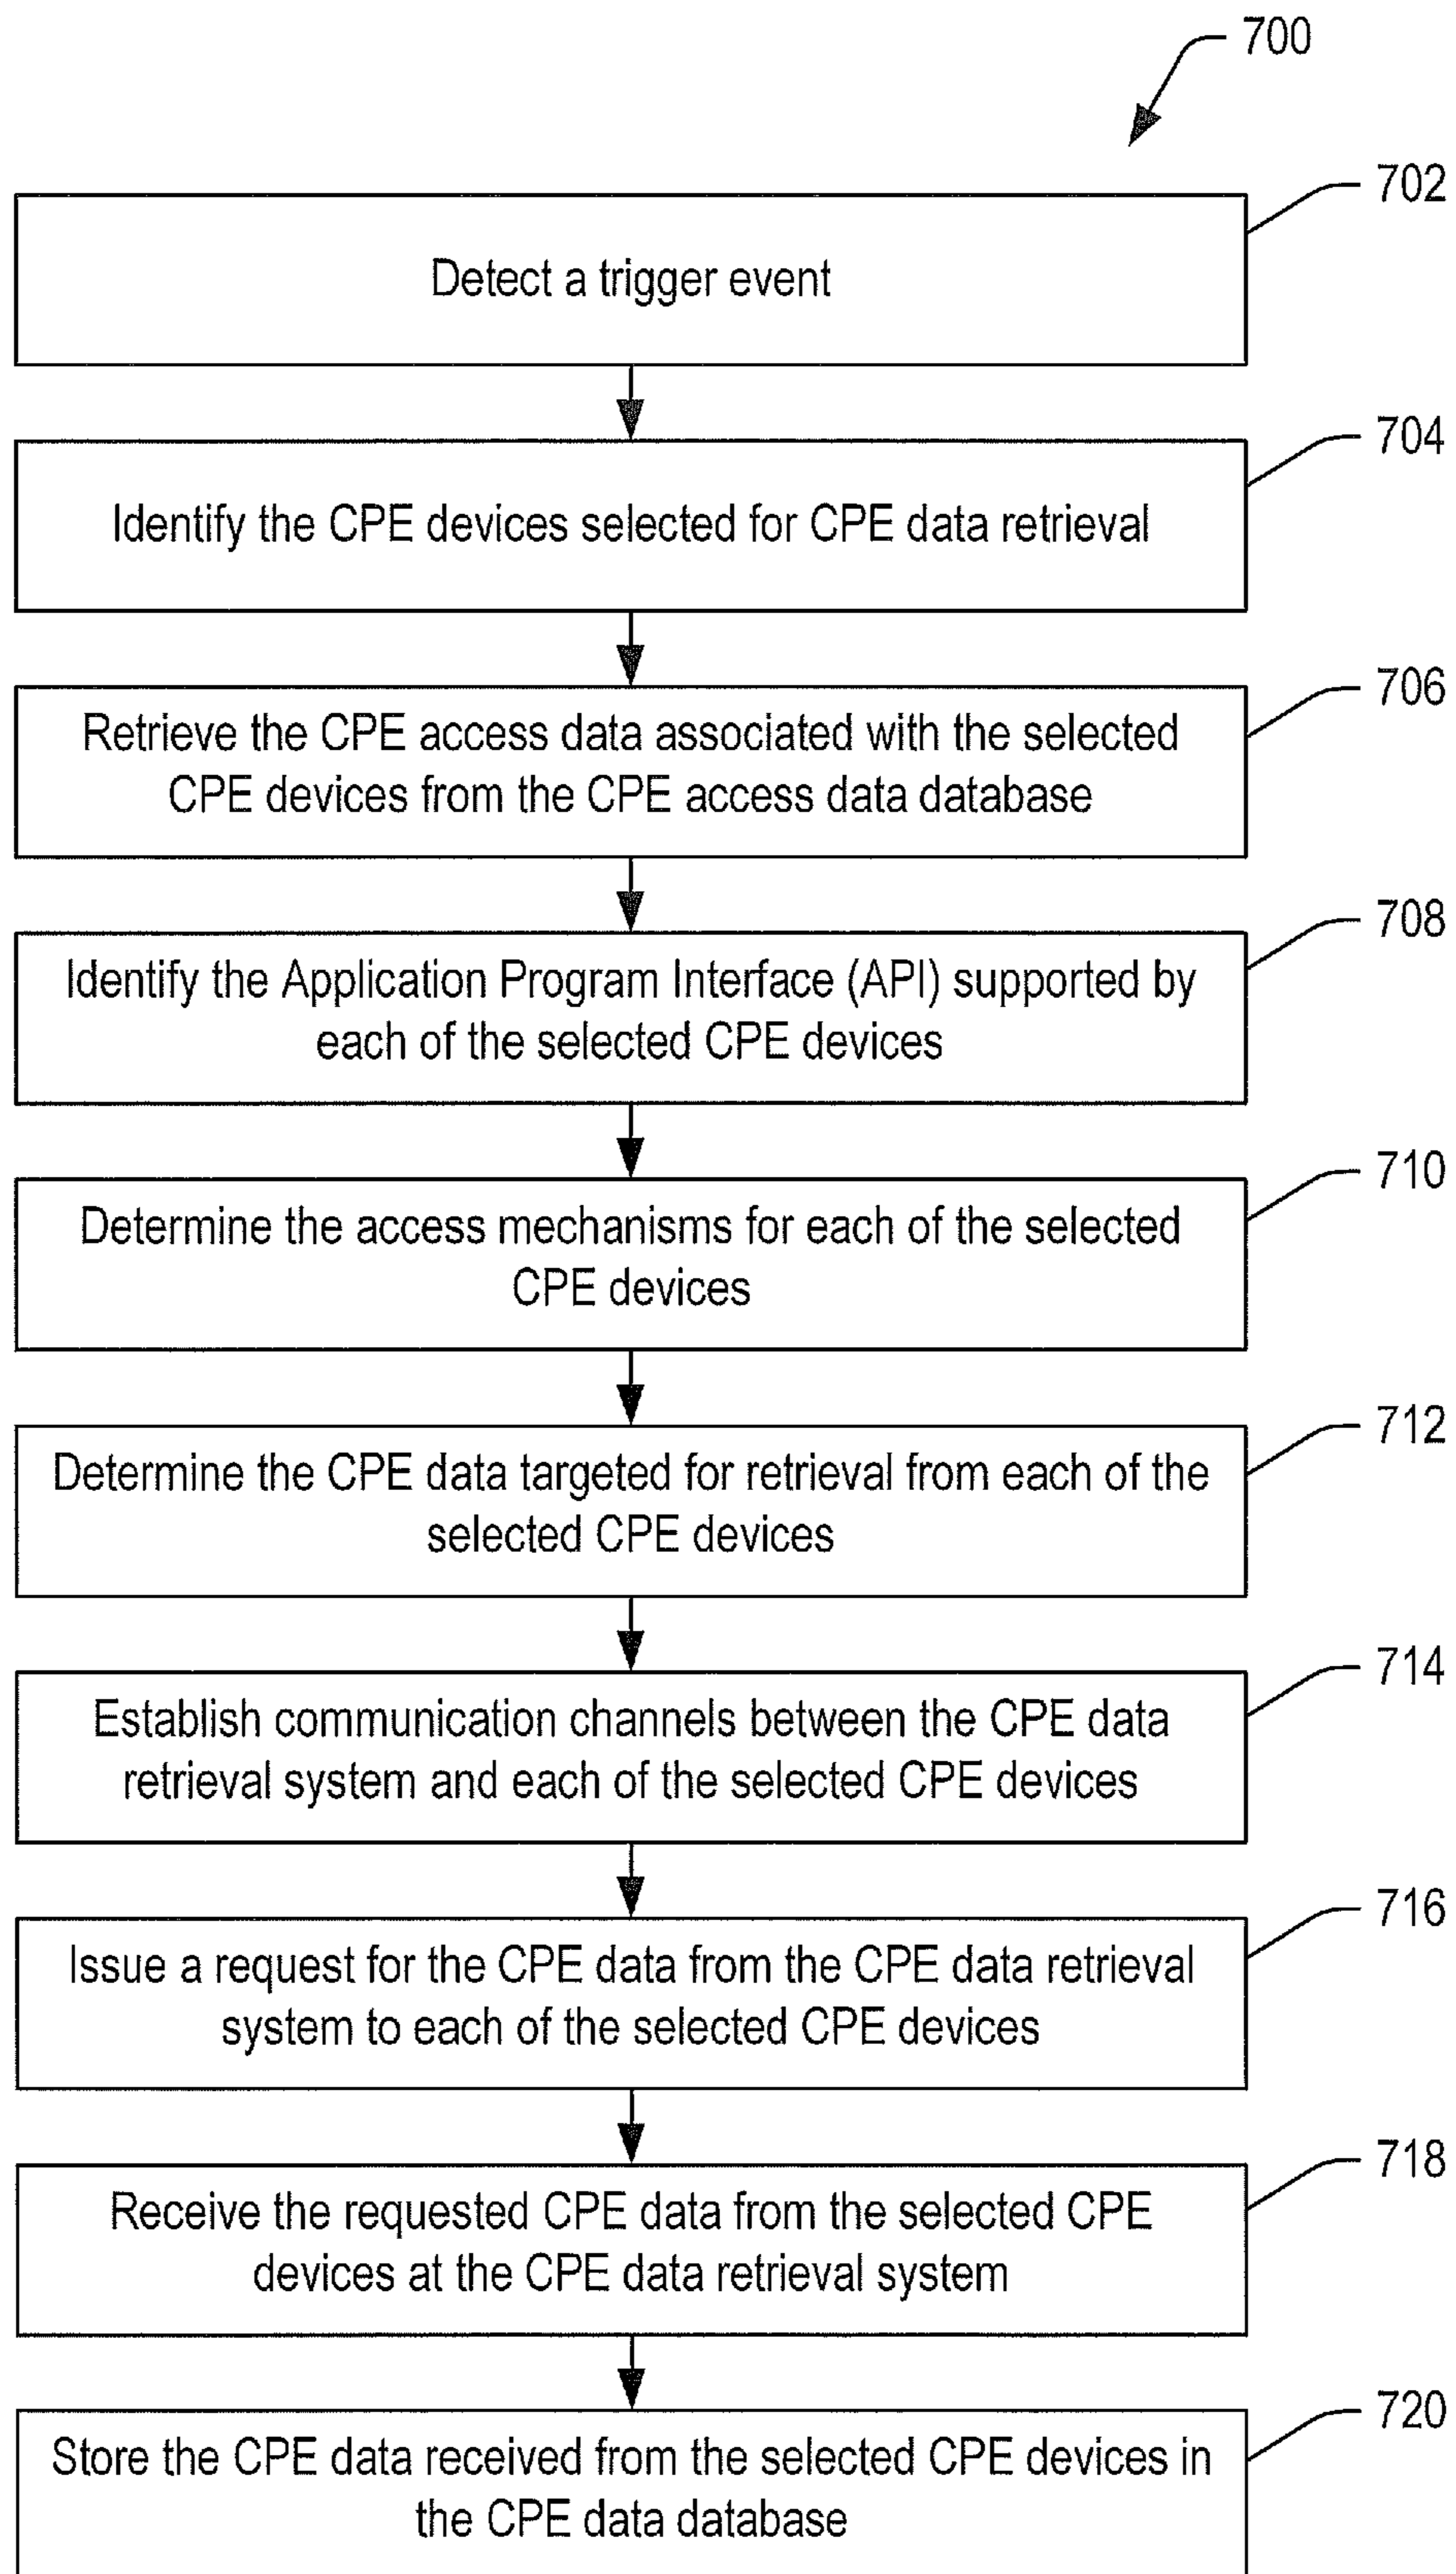 700
702
Detect a trigger event
704
Identify the CPE devices selected for CPE data retrieval
706
Retrieve the CPE access data associated with the selected
CPE devices from the CPE access data database
708
Identify the Application Program Interface (API) supported by
each of the selected CPE devices
710
Determine the access mechanisms for each of the selected
CPE devices
712
Determine the CPE data targeted for retrieval from each of the
selected CPE devices
714
Establish communication channels between the CPE data
retrieval system and each of the selected CPE devices
716
Issue a request for the CPE data from the CPE data retrieval
system to each of the selected CPE devices
718
Receive the requested CPE data from the selected CPE
devices at the CPE data retrieval system
720
Store the CPE data received from the selected CPE devices in
the CPE data database